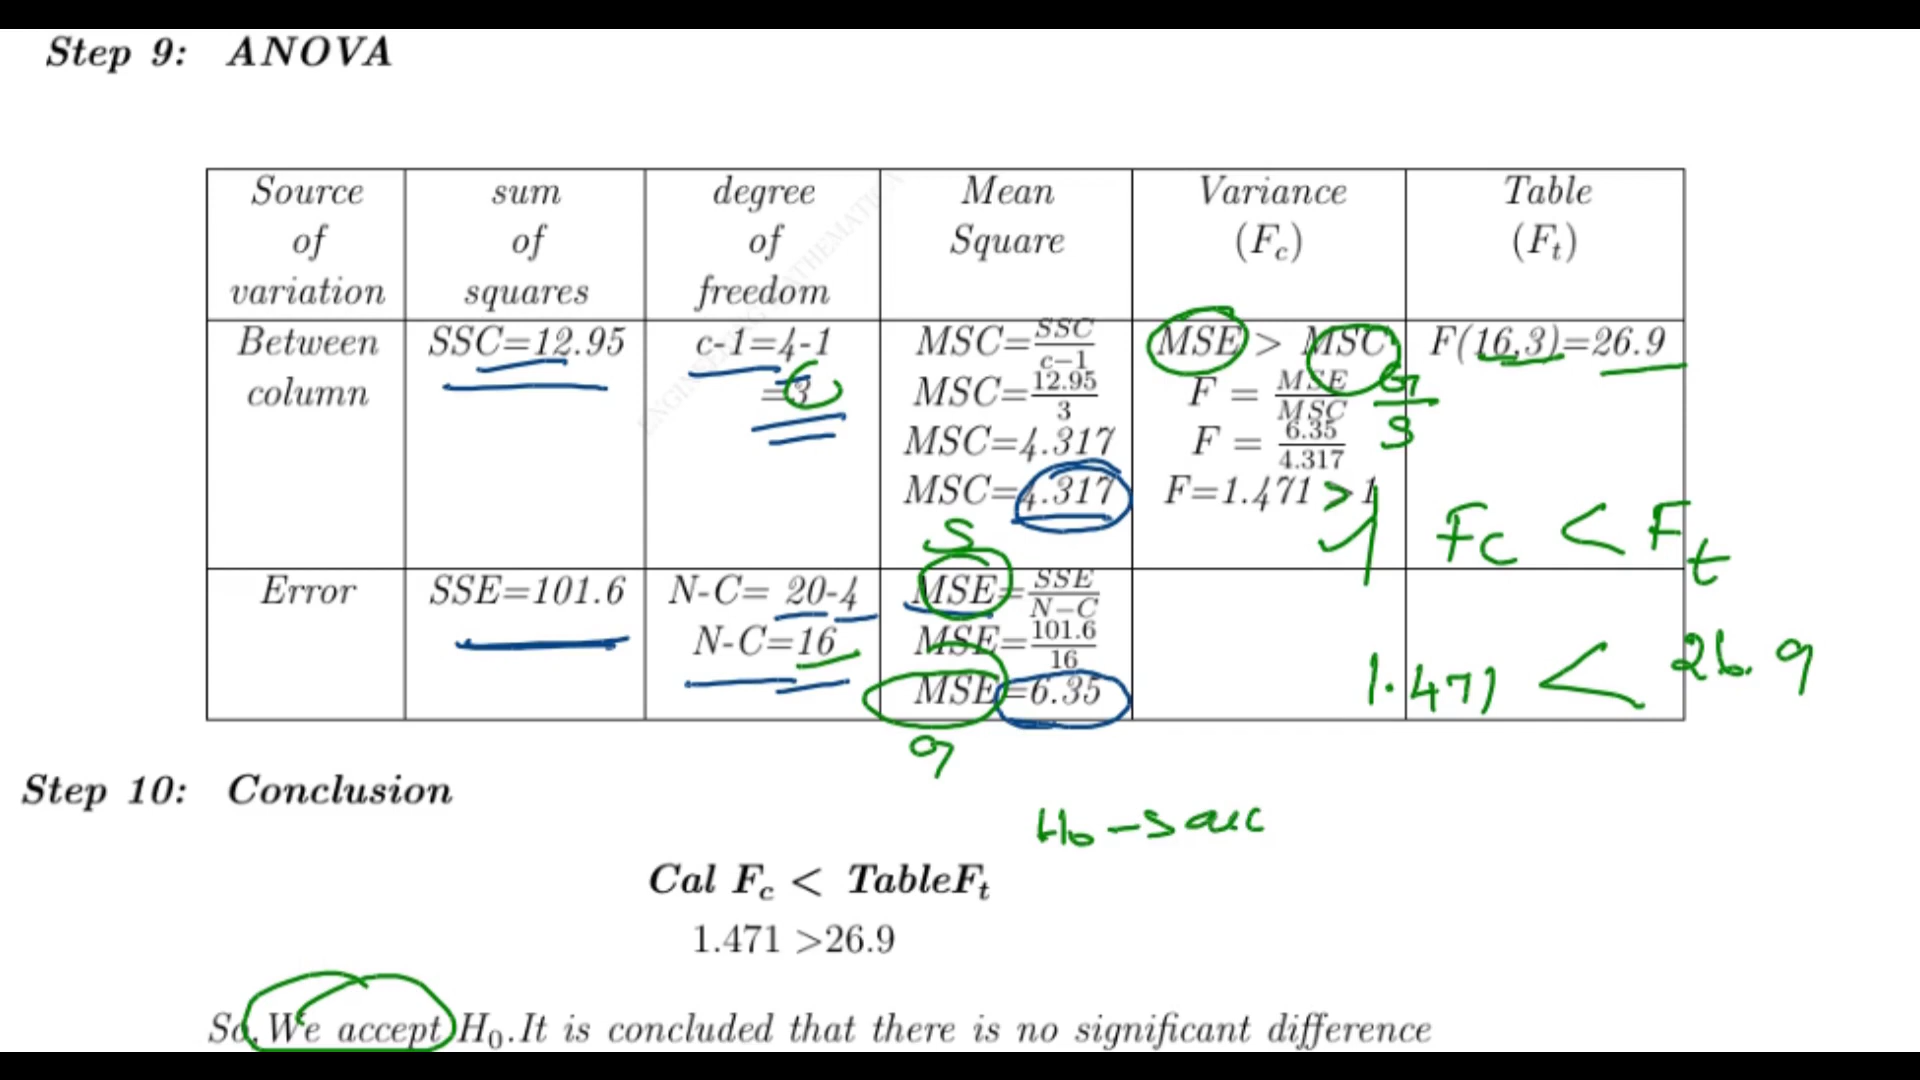 Step 9: ANOVA
Source of variation
sum of squares
degree of freedom
Mean Square
Variance (F_c)
Table (F_t)
Between column
SSC=12.95
c-1=4-1
=3
MSC=SSC/c−1
MSC=12.95/3
MSC=4.317
MSC=4.317
MSE > MSC
F = MSE/MSC
F = 6.35/4.317
F=1.471 > 1
G/S
F(16,3)=26.9
Fc < Ft
Error
SSE=101.6
N-C= 20-4
N-C=16
S
MSE=SSE/N−C
MSE=101.6/16
MSE=6.35
1.471 < 26.9
Step 10: Conclusion
Cal F_c < TableF_t
1.471 >26.9
So,We accept H_0.It is concluded that there is no significant difference